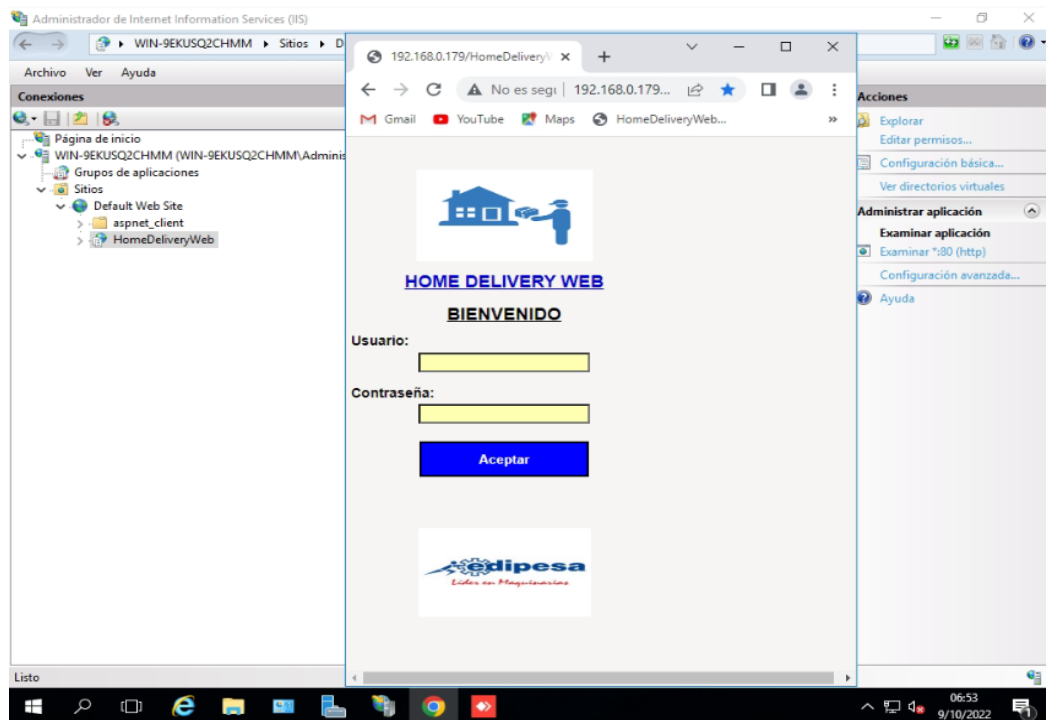 Administrador de Internet Information Services (IIS)
WIN-9EKUSQ2CHMM
Sitios
Archivo Ver Ayuda
Conexiones
Página de inicio
WIN-9EKUSQ2CHMM (WIN-9EKUSQ2CHMM\Adminis
Grupos de aplicaciones
Sitios
Default Web Site
aspnet_client
HomeDeliveryWeb
Listo
192.168.0.179/HomeDelivery
No es segu 192.168.0.179...
Gmail YouTube Maps HomeDeliveryWeb... »
HOME DELIVERY WEB
BIENVENIDO
Usuario:
Contraseña:
Aceptar
edipesa
Líder en Maquinarias
Acciones
Explorar
Editar permisos...
Configuración básica...
Ver directorios virtuales
Administrar aplicación
Examinar aplicación
Examinar *:80 (http)
Configuración avanzada...
Ayuda
06:53
9/10/2022